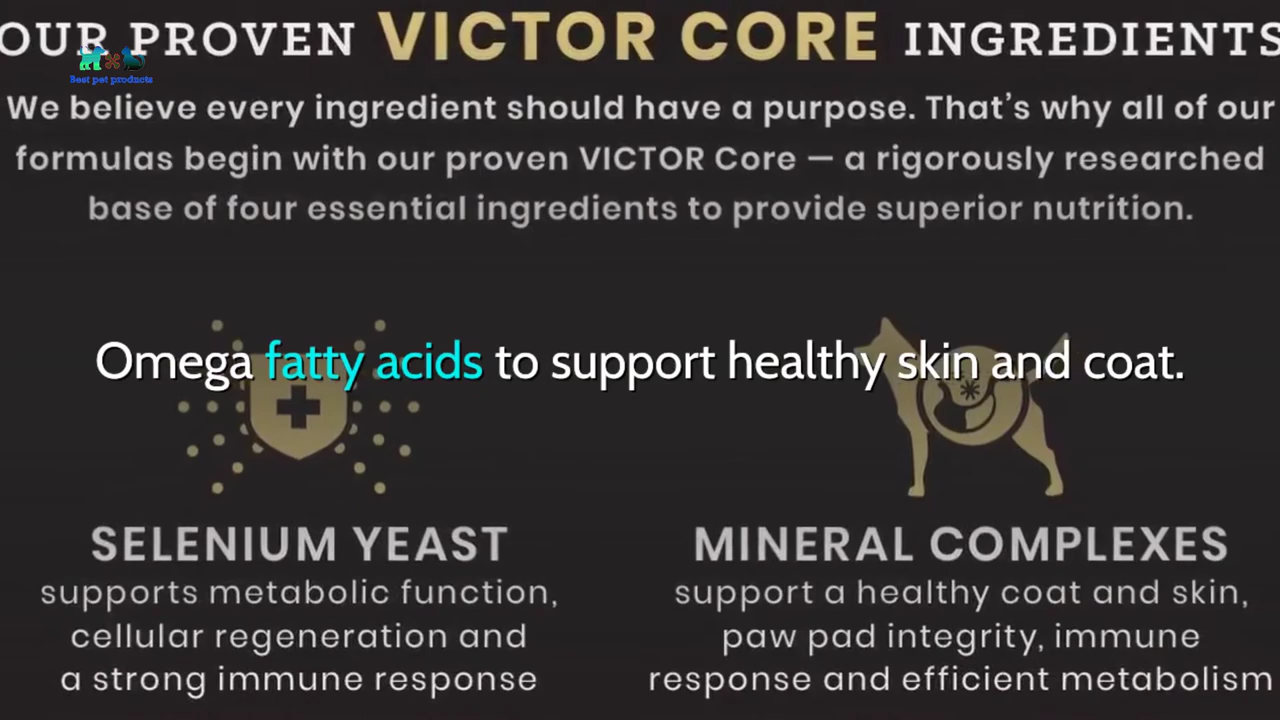 OUR PROVEN VICTOR CORE INGREDIENTS
Best pet products
We believe every ingredient should have a purpose. That's why all of our
formulas begin with our proven VICTOR Core — a rigorously researched
base of four essential ingredients to provide superior nutrition.
Omega fatty acids to support healthy skin and coat.
SELENIUM YEAST
supports metabolic function,
cellular regeneration and
a strong immune response
MINERAL COMPLEXES
support a healthy coat and skin,
paw pad integrity, immune
response and efficient metabolism